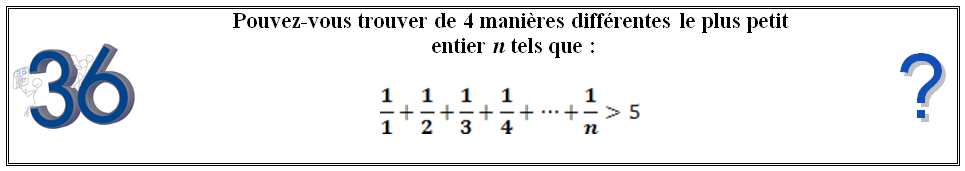 Pouvez-vous trouver de 4 manières différentes le plus petit
entier n tels que :
36
1/1 + 1/2 + 1/3 + 1/4 + ⋯ + 1/n > 5
?